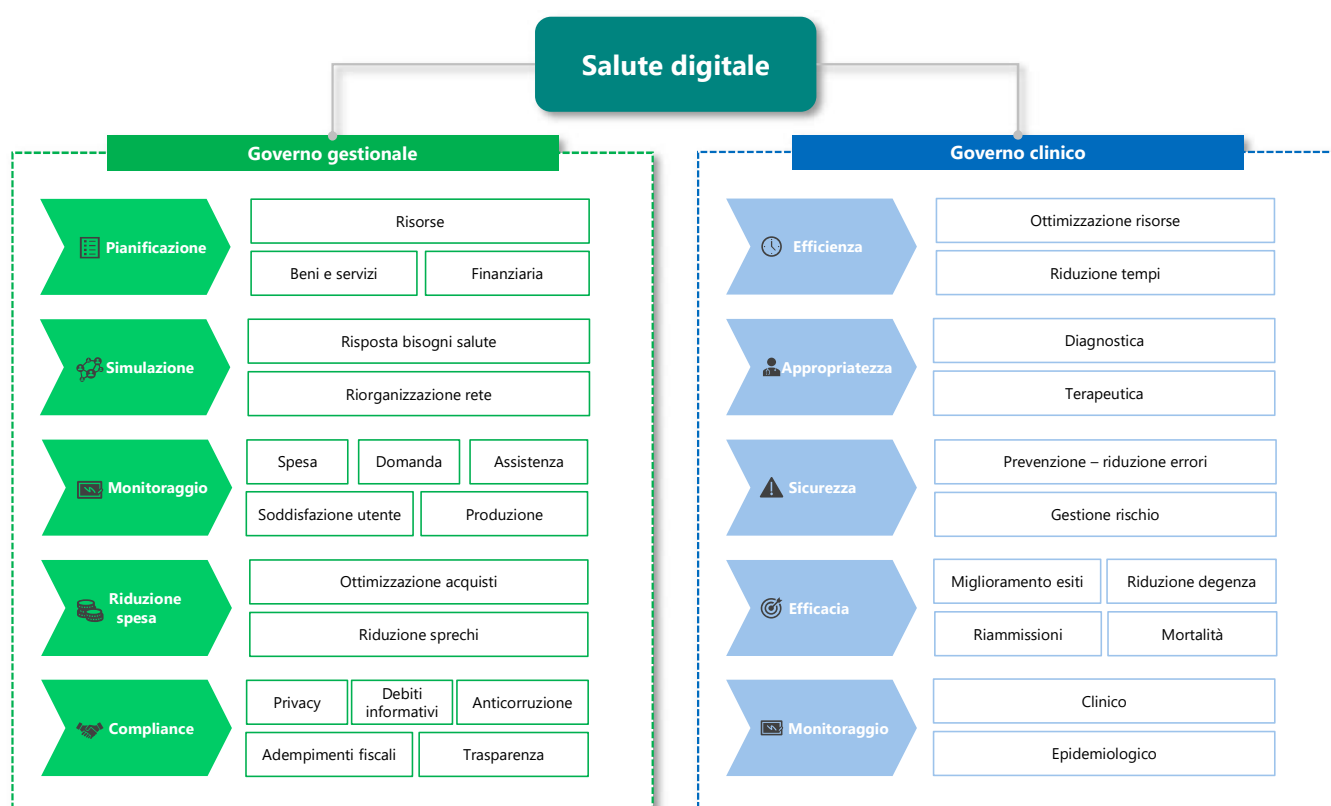 Salute digitale
Governo gestionale
Pianificazione
Risorse
Beni e servizi
Finanziaria
Simulazione
Risposta bisogni salute
Riorganizzazione rete
Monitoraggio
Spesa
Domanda
Assistenza
Soddisfazione utente
Produzione
Riduzione
spesa
Ottimizzazione acquisti
Riduzione sprechi
Compliance
Privacy
Debiti
informativi
Anticorruzione
Adempimenti fiscali
Trasparenza
Governo clinico
Efficienza
Ottimizzazione risorse
Riduzione tempi
Appropriatezza
Diagnostica
Terapeutica
Sicurezza
Prevenzione – riduzione errori
Gestione rischio
Efficacia
Miglioramento esiti
Riduzione degenza
Riammissioni
Mortalità
Monitoraggio
Clinico
Epidemiologico